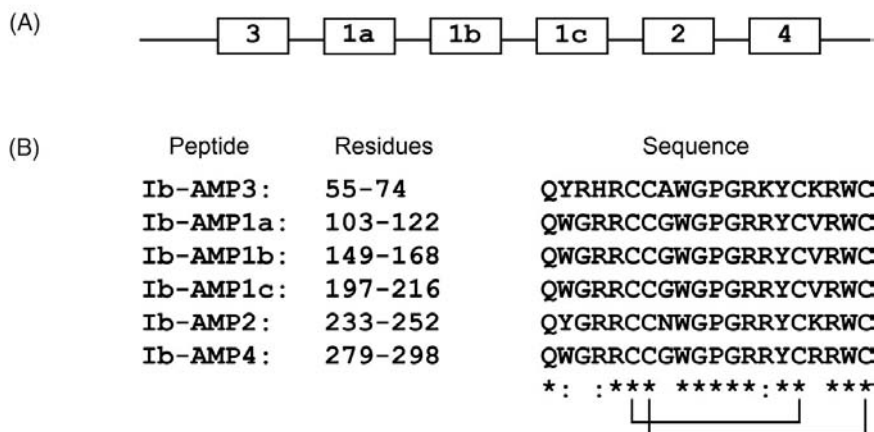 (A)
3 1a 1b 1c 2 4
(B) Peptide Residues Sequence
Ib-AMP3: 55-74 QYRHRCCAWGPGRKYCKRWC
Ib-AMP1a: 103-122 QWGRRCCGWGPGRRYCVRWC
Ib-AMP1b: 149-168 QWGRRCCGWGPGRRYCVRWC
Ib-AMP1c: 197-216 QWGRRCCGWGPGRRYCVRWC
Ib-AMP2: 233-252 QYGRRCCNWGPGRRYCKRWC
Ib-AMP4: 279-298 QWGRRCCGWGPGRRYCRRWC
*: :*** *****:** ***